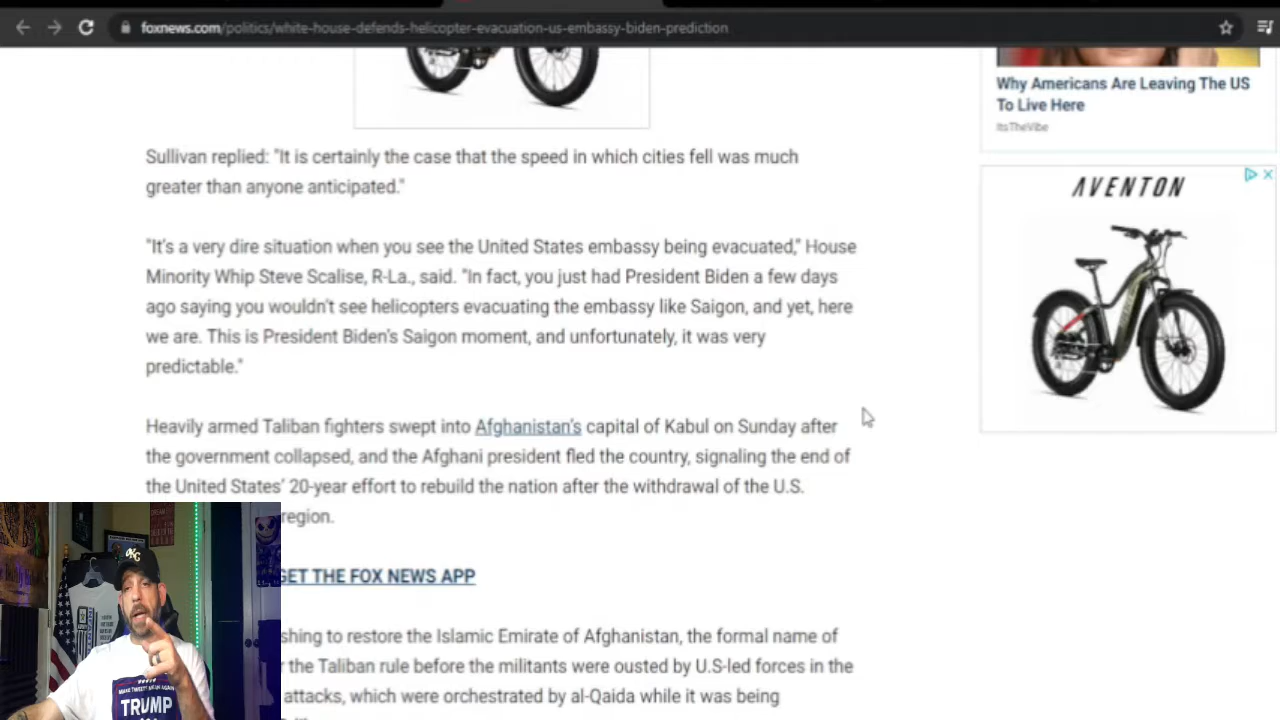 foxnews.com/politics/white-house-defends-helicopter-evacuation-us-embassy-biden-prediction
Why Americans Are Leaving The US
To Live Here
ItsTheVibe
AVENTON
Sullivan replied: "It is certainly the case that the speed in which cities fell was much
greater than anyone anticipated."
"It's a very dire situation when you see the United States embassy being evacuated," House
Minority Whip Steve Scalise, R-La., said. "In fact, you just had President Biden a few days
ago saying you wouldn't see helicopters evacuating the embassy like Saigon, and yet, here
we are. This is President Biden's Saigon moment, and unfortunately, it was very
predictable."
Heavily armed Taliban fighters swept into Afghanistan's capital of Kabul on Sunday after
the government collapsed, and the Afghani president fled the country, signaling the end of
the United States' 20-year effort to rebuild the nation after the withdrawal of the U.S.
region.
GET THE FOX NEWS APP
shing to restore the Islamic Emirate of Afghanistan, the formal name of
the Taliban rule before the militants were ousted by U.S-led forces in the
attacks, which were orchestrated by al-Qaida while it was being
OKG
TRUMP